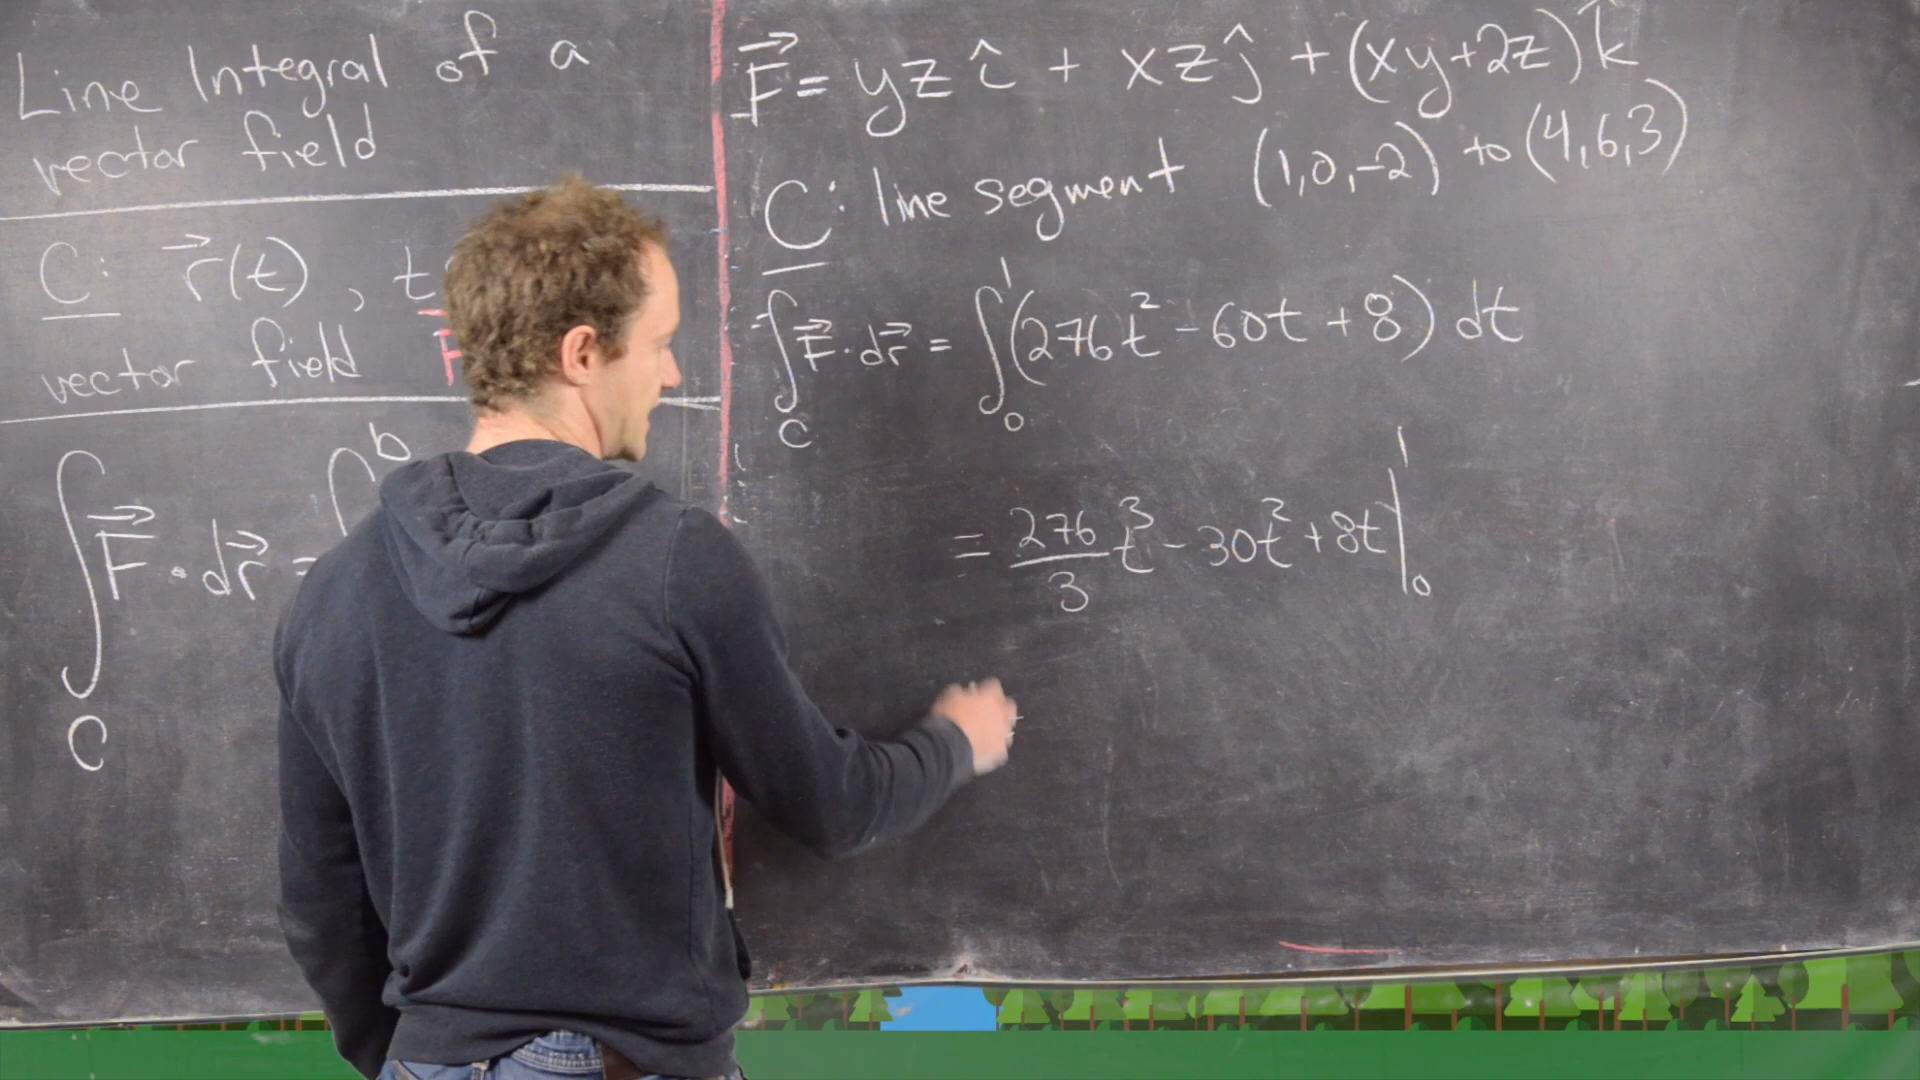 Line Integral of a
vector field
C: r⃗(t), t
vector field F
∫_C F⃗·dr⃗ = ∫^b
F⃗ = yz î + xz ĵ + (xy+2z) k̂
C: line segment (1,0,-2) to (4,6,3)
∫_C F⃗·dr⃗ = ∫_0^1 (276t² - 60t + 8) dt
= 276/3 t³ - 30t² + 8t |_0^1